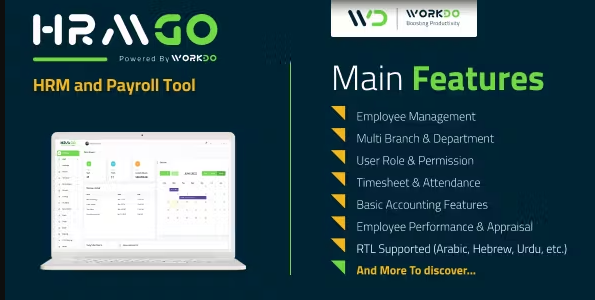 HRMGO
Powered By WORKDO
HRM and Payroll Tool
WORKDO
Boosting Productivity
Main Features
Employee Management
Multi Branch & Department
User Role & Permission
Timesheet & Attendance
Basic Accounting Features
Employee Performance & Appraisal
RTL Supported (Arabic, Hebrew, Urdu, etc.)
And More To discover...